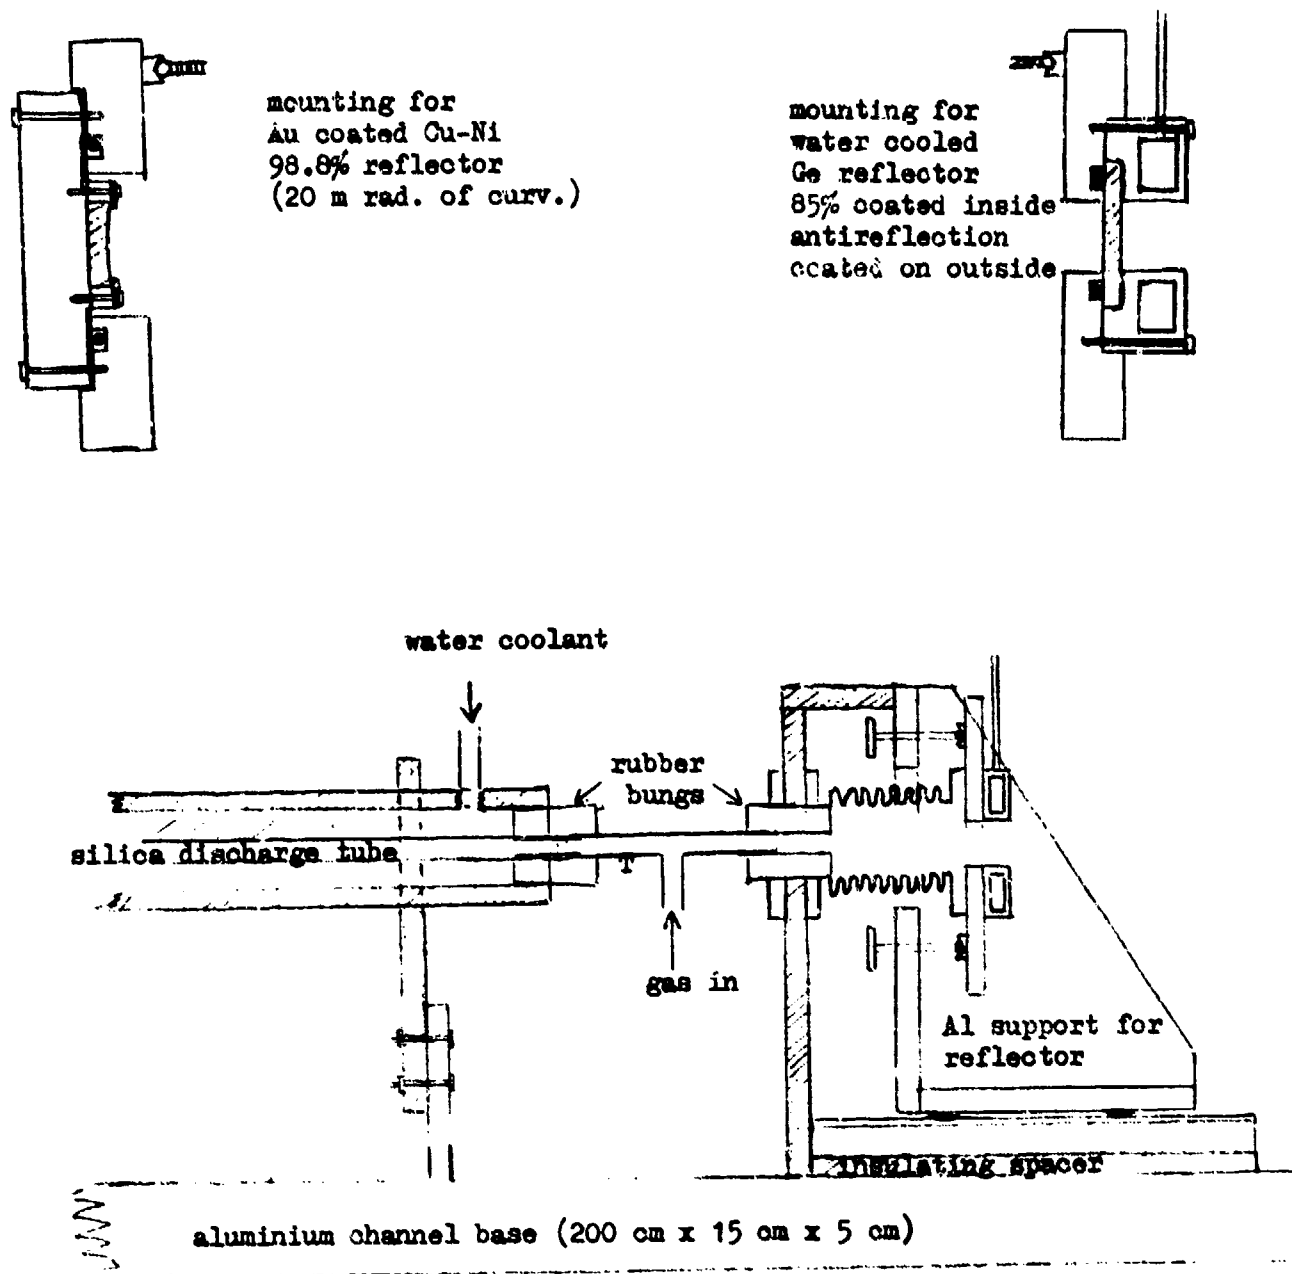 mounting for
Au coated Cu-Ni
98.8% reflector
(20 m rad. of curv.)
mounting for
water cooled
Ge reflector
85% coated inside
antireflection
coated on outside
water coolant
rubber
bungs
silica discharge tube
gas in
Al support for
reflector
insulating spacer
aluminium channel base (200 cm x 15 cm x 5 cm)